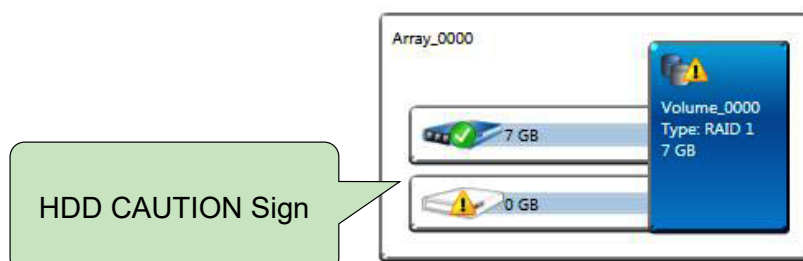 Array_0000
Volume_0000
Type: RAID 1
7 GB
7 GB
0 GB
HDD CAUTION Sign